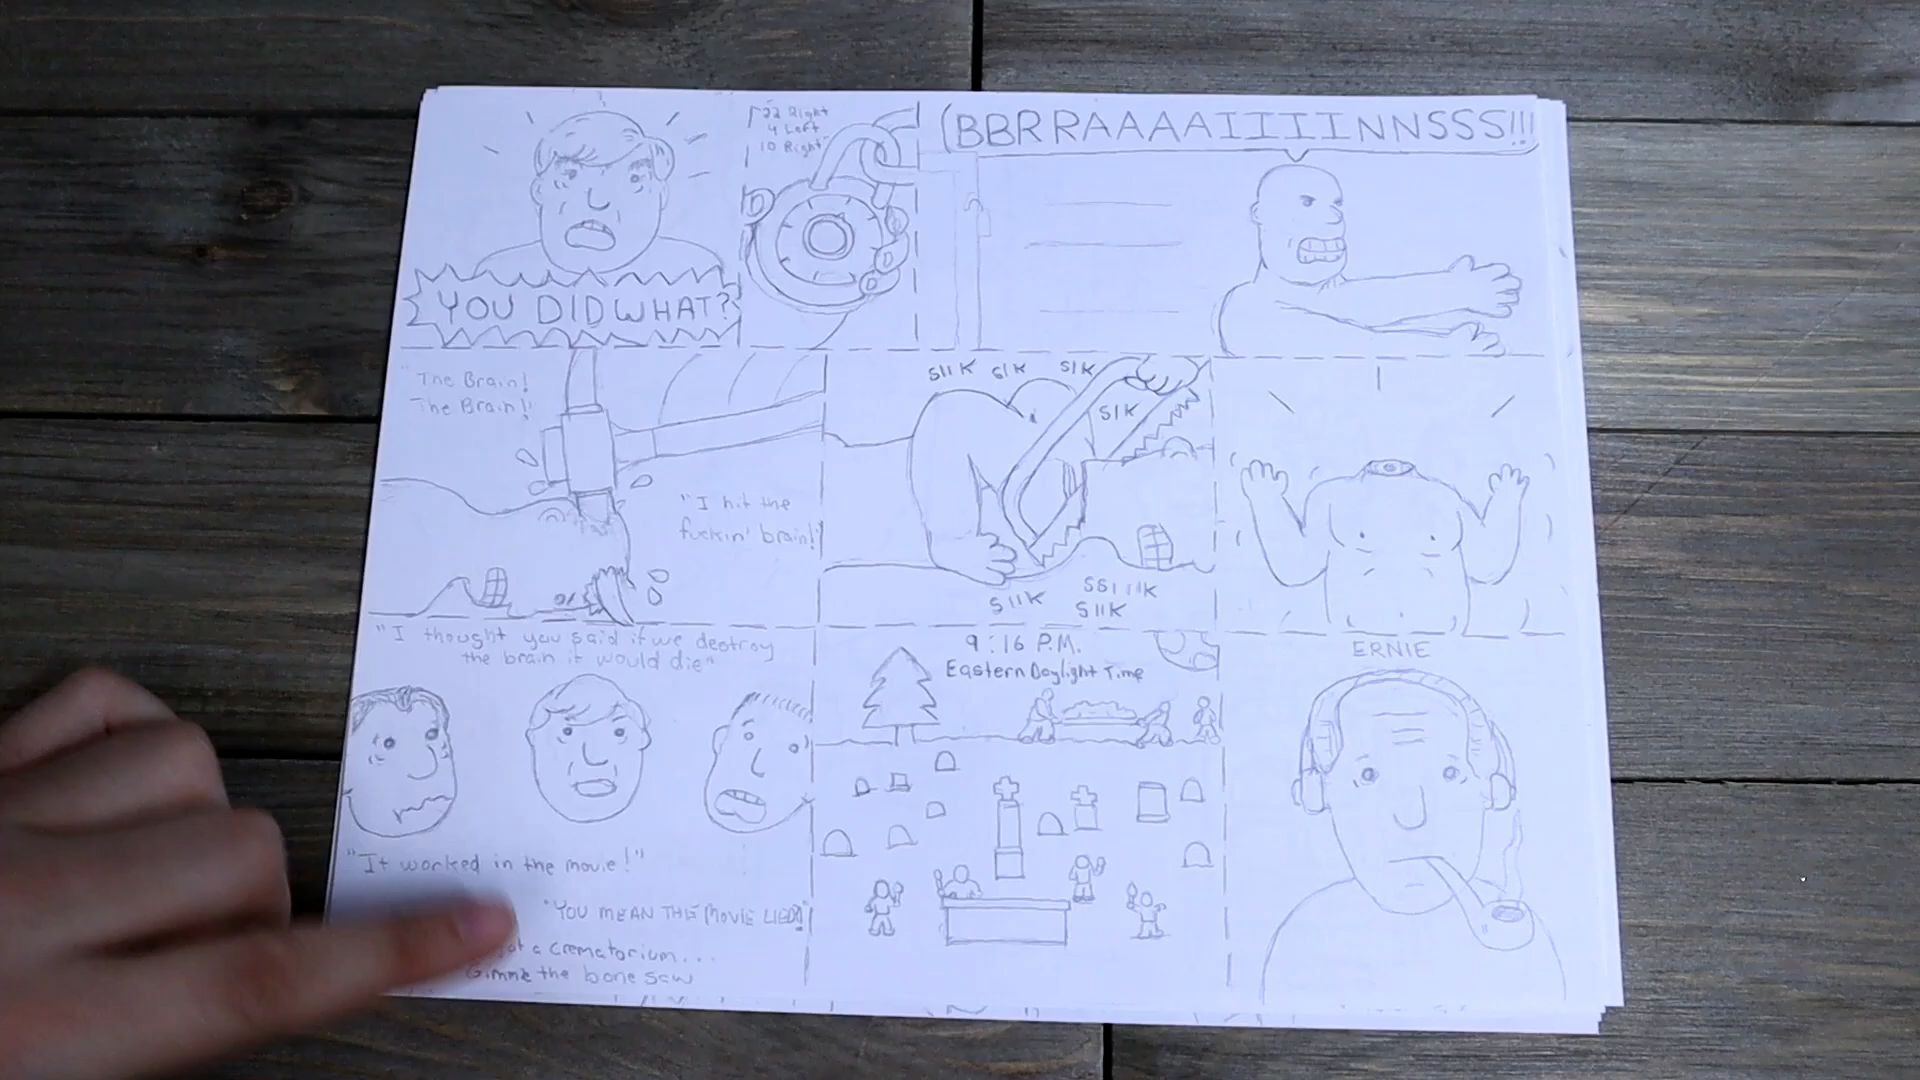 YOU DID WHAT?
22 Right
4 Left
10 Right
BBRRAAAAIIIINNSSS!!!
"The Brain!
The Brain!"
"I hit the
fuckin' brain!"
SIIK SIK SIK
SIK
SIIK
SSIIIK
SIIK
"I thought you said if we destroy
the brain it would die"
"It worked in the movie!"
"YOU MEAN THE MOVIE LIED?!"
a crematorium...
Gimme the bone saw
9:16 P.M.
Eastern Daylight Time
ERNIE